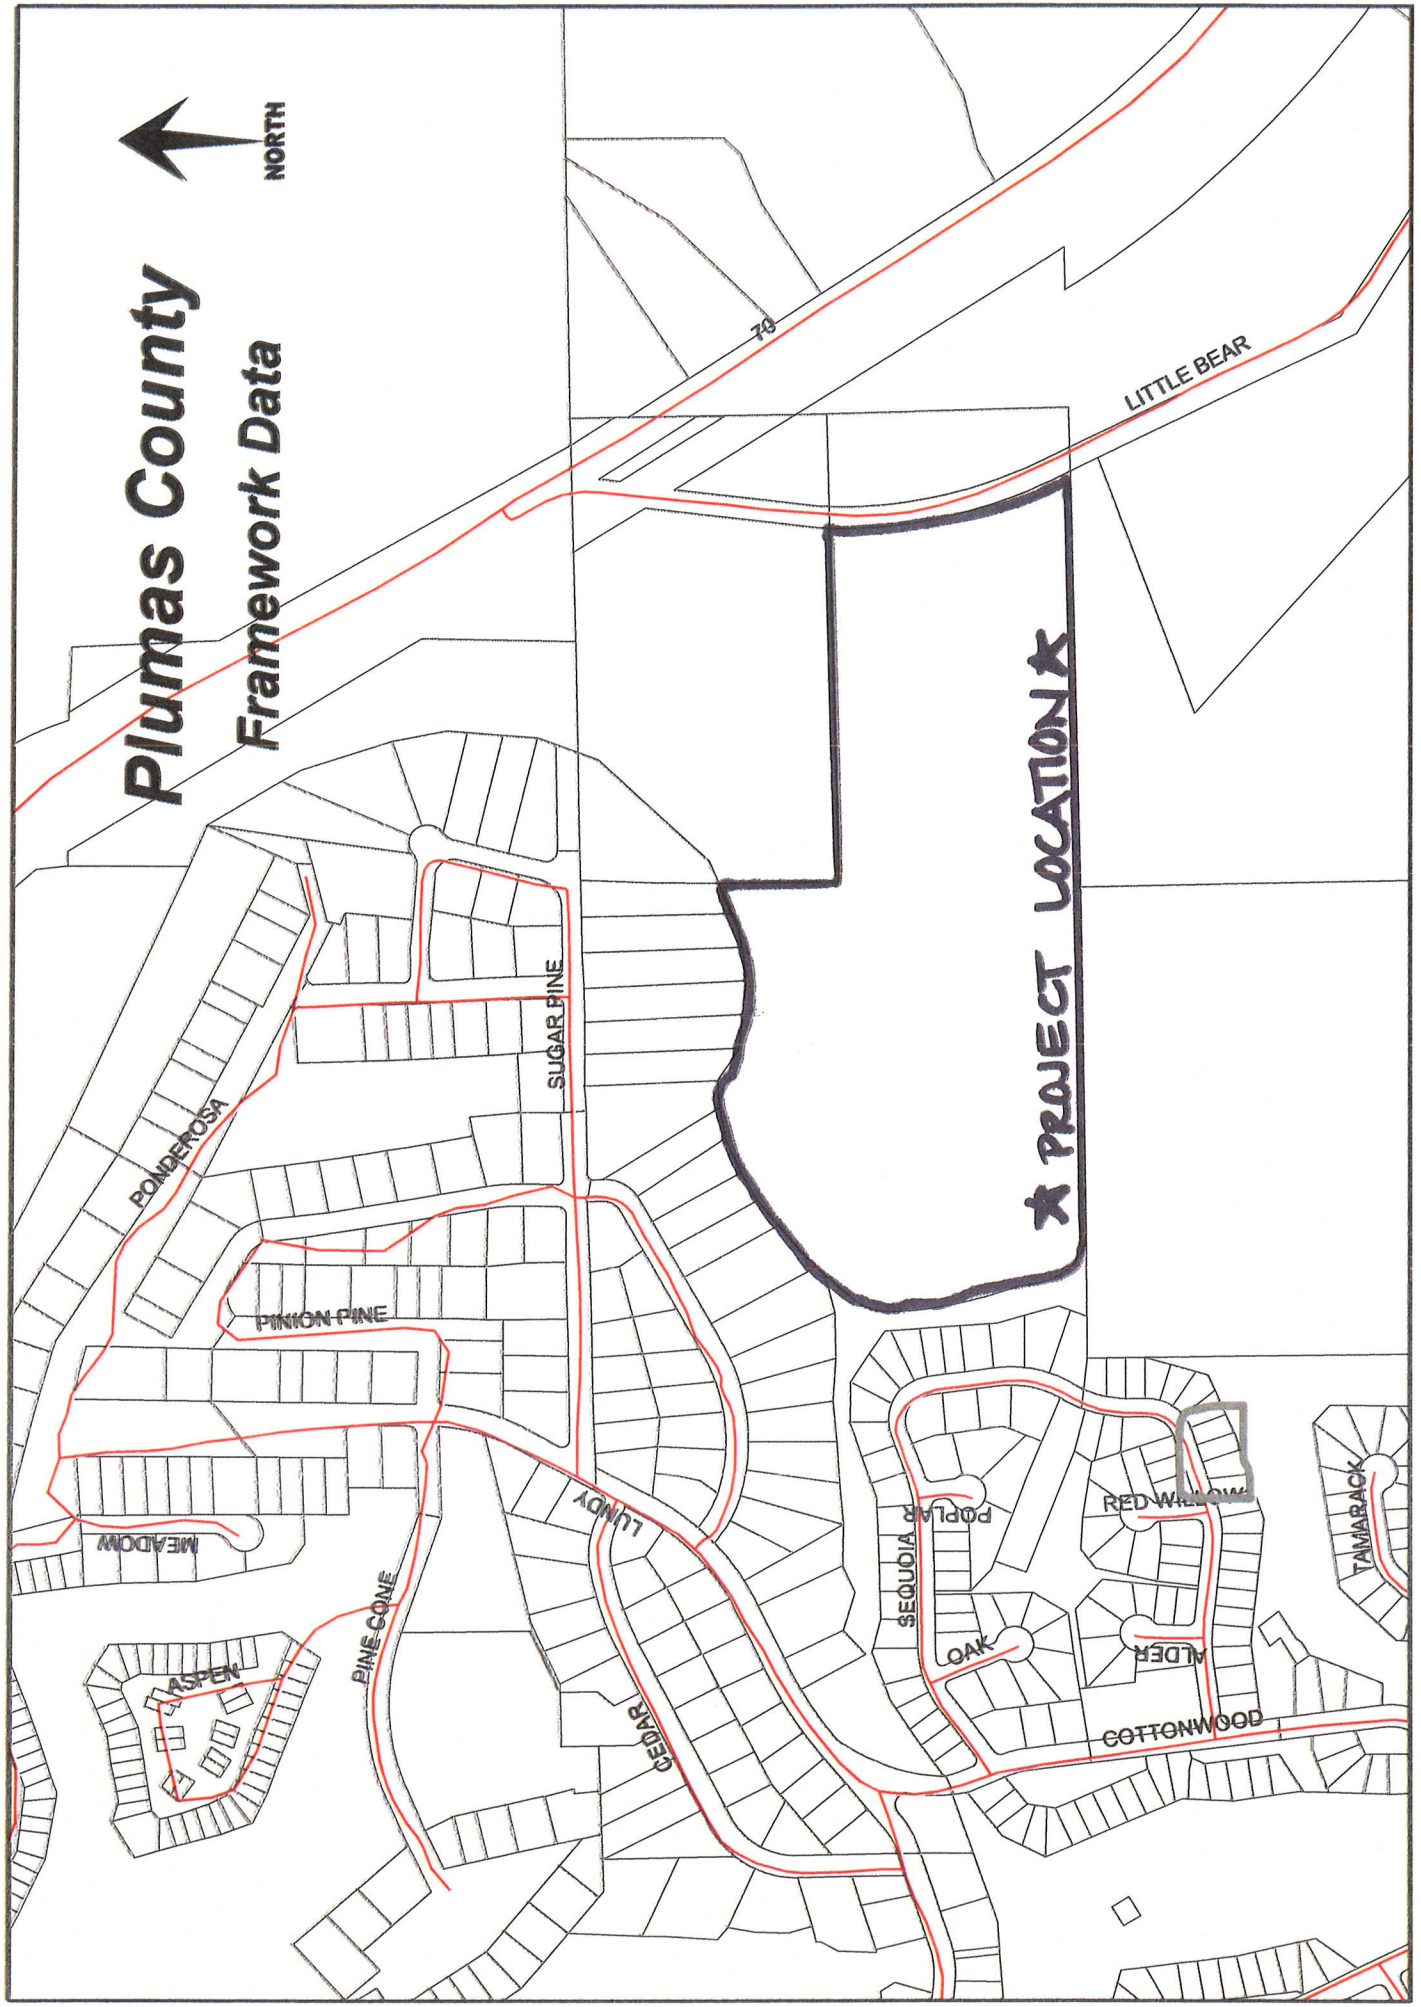 Plumas County
Framework Data
NORTH
70
LITTLE BEAR
★ PROJECT LOCATION ★
SUGAR PINE
PONDEROSA
PINION PINE
LUNDY
MEADOW
PINE CONE
ASPEN
CEDAR
SEQUOIA
POPLAR
OAK
RED WILLOW
ALDER
COTTONWOOD
TAMARACK